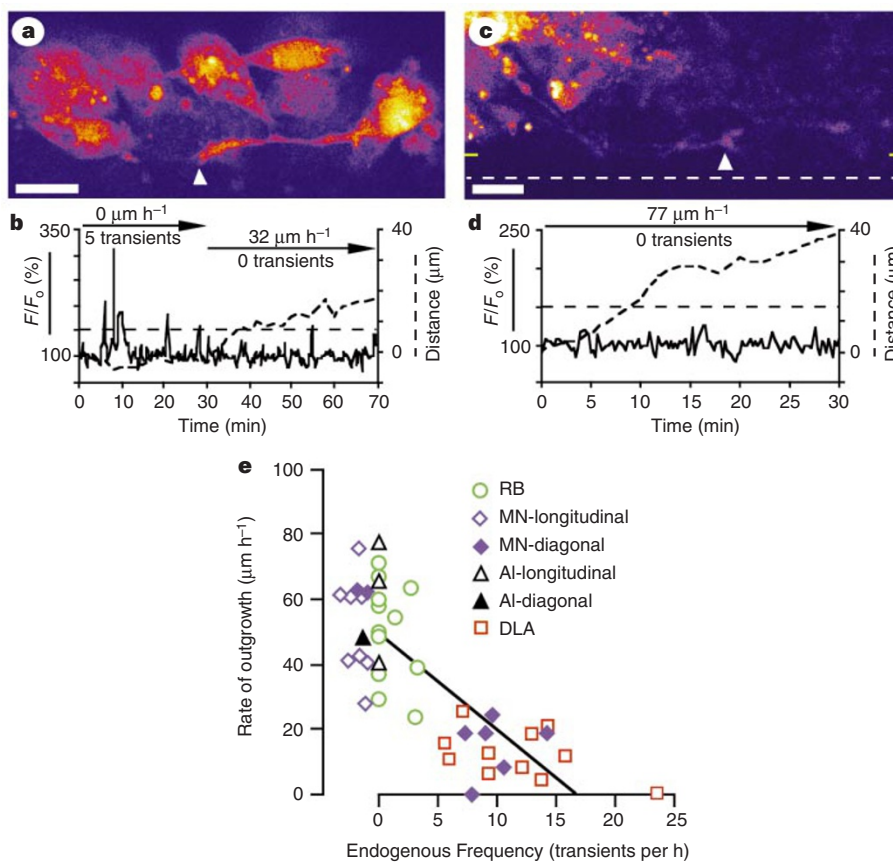 a
c
b
350
0 μm h⁻¹
5 transients
32 μm h⁻¹
0 transients
40
F/Fo (%)
Distance (μm)
100
0
0 10 20 30 40 50 60 70
Time (min)
d
250
77 μm h⁻¹
0 transients
40
F/Fo (%)
Distance (μm)
100
0
0 5 10 15 20 25 30
Time (min)
e
100
80
60
40
20
0
Rate of outgrowth (μm h⁻¹)
RB
MN-longitudinal
MN-diagonal
AI-longitudinal
AI-diagonal
DLA
0 5 10 15 20 25
Endogenous Frequency (transients per h)